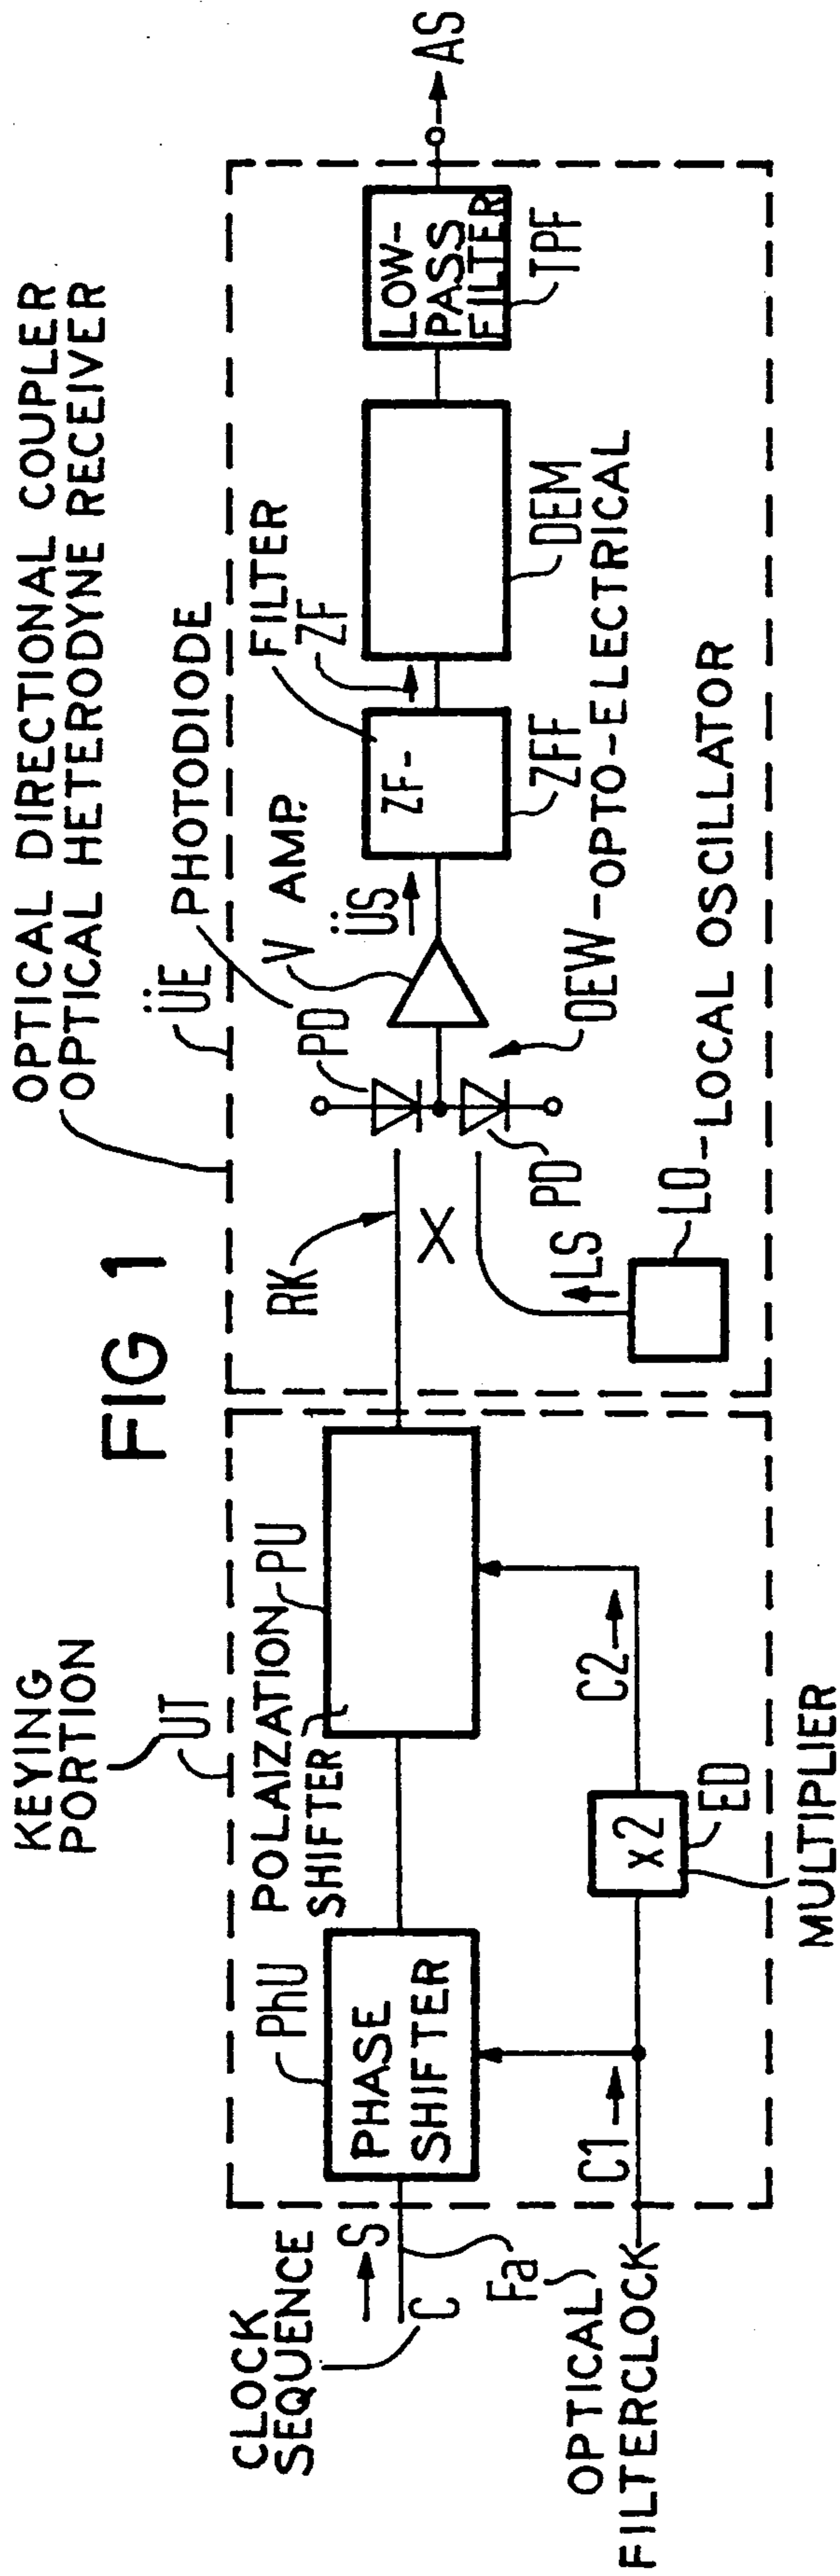 FIG 1
OPTICAL DIRECTIONAL COUPLER
OPTICAL HETERODYNE RECEIVER
KEYING
PORTION
UT
ÜE
PHOTODIODE
CLOCK
SEQUENCE
S
C
Fa
OPTICAL
FILTERCLOCK
PhU
PHASE
SHIFTER
POLAIZATION
SHIFTER
PU
C1
x2
ED
MULTIPLIER
C2
RK
X
PD
PD
LS
LO-LOCAL OSCILLATOR
V AMP.
ÜS
OEW-OPTO-ELECTRICAL
FILTER
ZF
ZF-
ZFF
DEM
LOW-
PASS
FILTER
TPF
AS